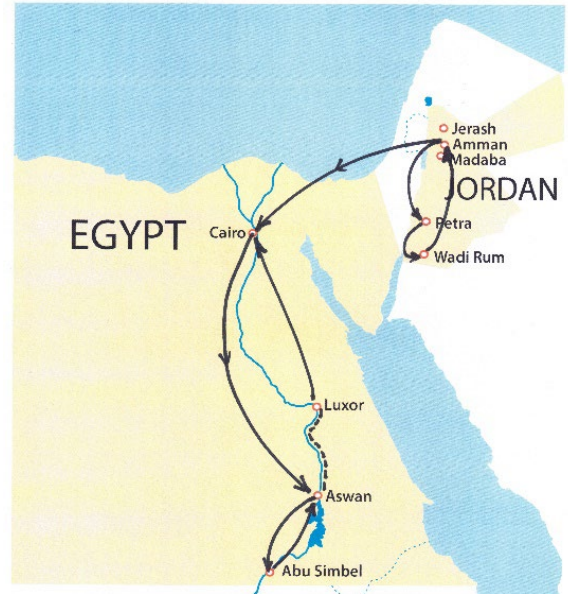 Jerash
Amman
Madaba
JORDAN
EGYPT
Cairo
Petra
Wadi Rum
Luxor
Aswan
Abu Simbel